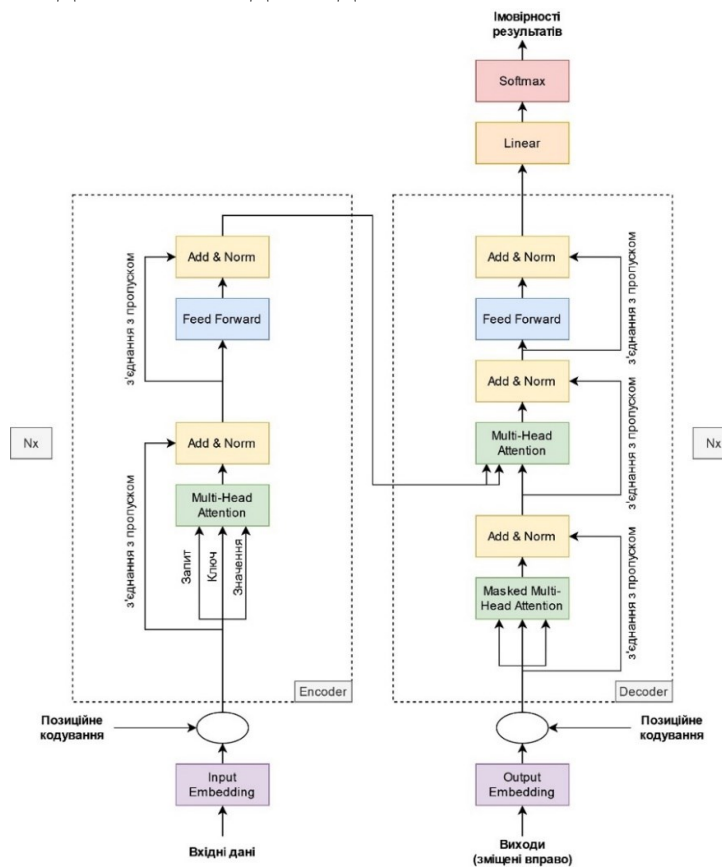 Імовірності
результатів
Softmax
Linear
Add & Norm
з'єднання з пропуском
Feed Forward
Add & Norm
з'єднання з пропуском
Multi-Head
Attention
Запит
Ключ
Значення
Nx
Encoder
Позиційне
кодування
Input
Embedding
Вхідні дані
Add & Norm
з'єднання з пропуском
Feed Forward
Add & Norm
з'єднання з пропуском
Multi-Head
Attention
Add & Norm
з'єднання з пропуском
Masked Multi-
Head Attention
Nx
Decoder
Позиційне
кодування
Output
Embedding
Виходи
(зміщені вправо)